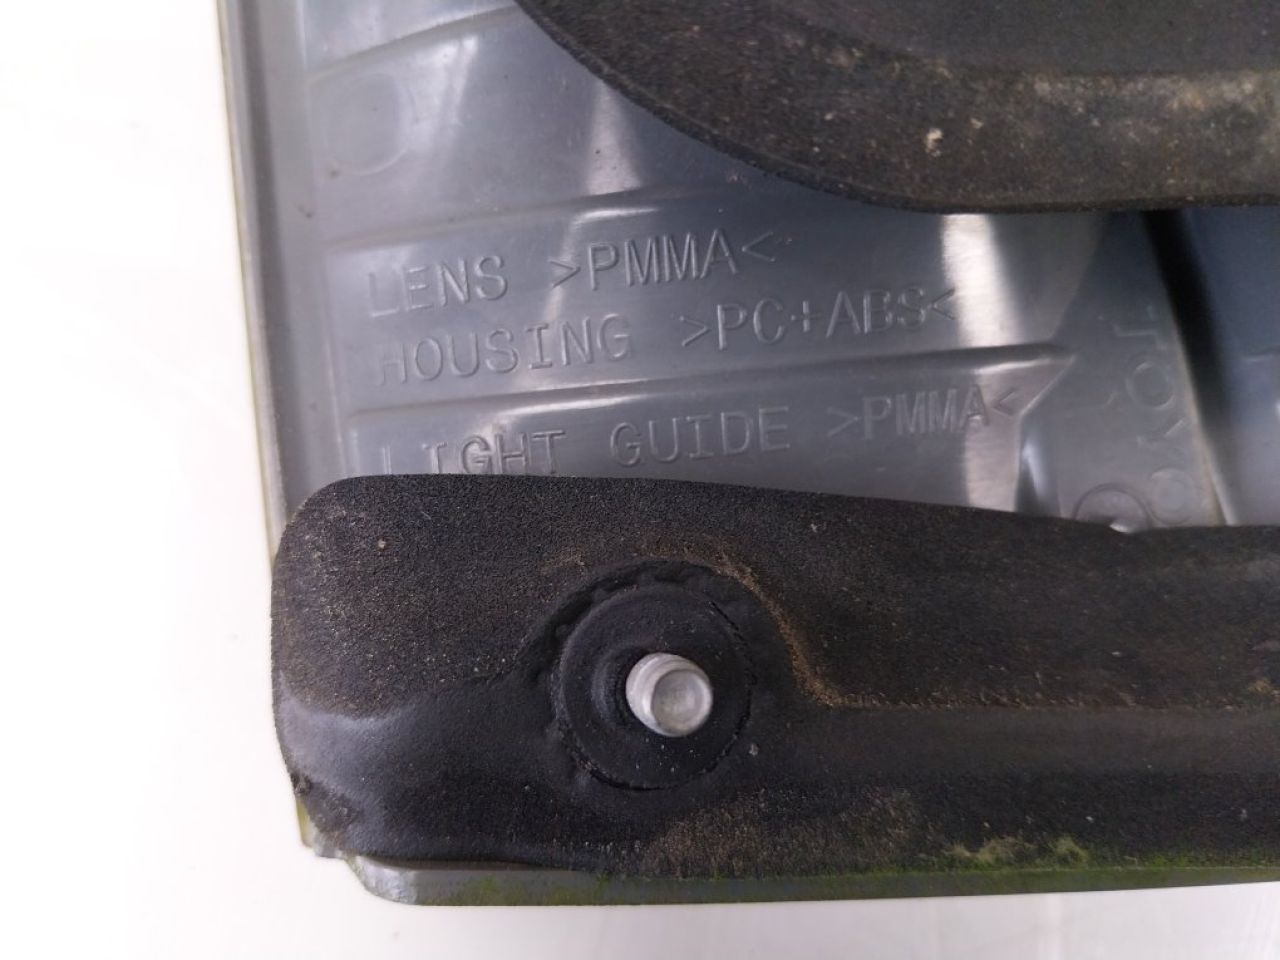 LENS >PMMA<
HOUSING >PC+ABS<
LIGHT GUIDE >PMMA<